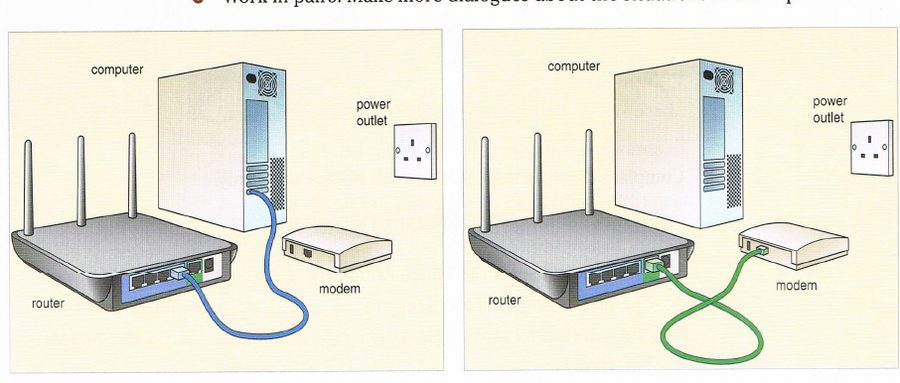 Work in pairs. Make more dialogues about the
computer
power
outlet
router
modem
computer
power
outlet
router
modem